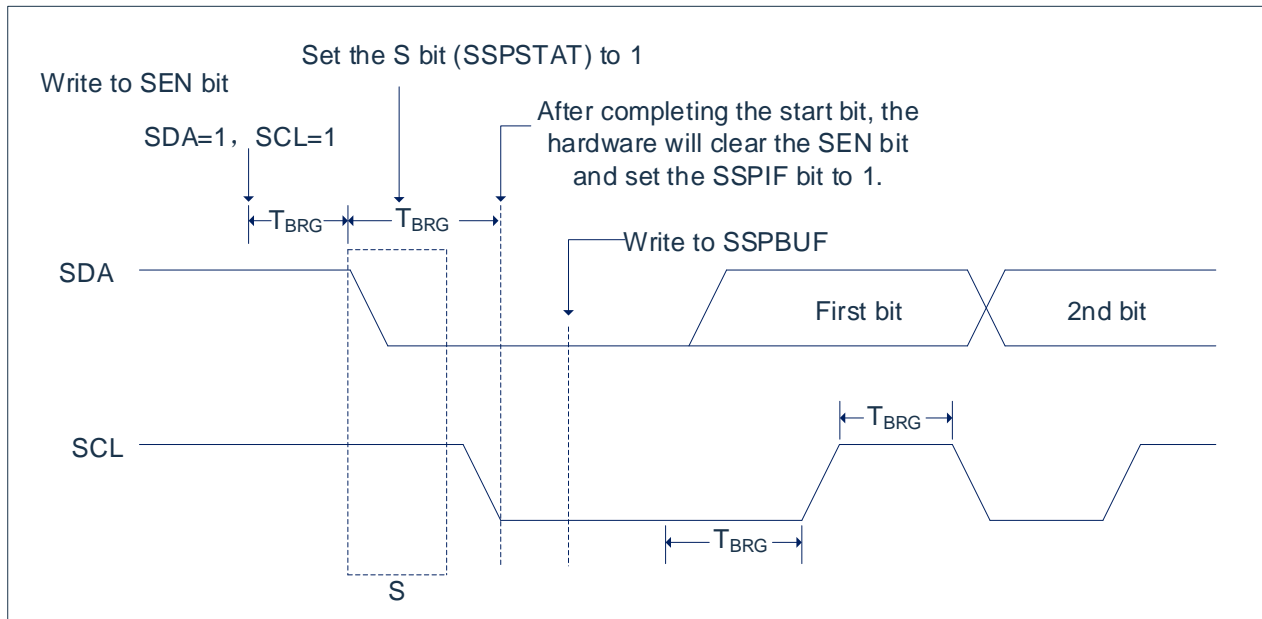 Set the S bit (SSPSTAT) to 1
Write to SEN bit
After completing the start bit, the
hardware will clear the SEN bit
and set the SSPIF bit to 1.
SDA=1，SCL=1
TBRG
TBRG
Write to SSPBUF
SDA
First bit
2nd bit
TBRG
SCL
TBRG
S